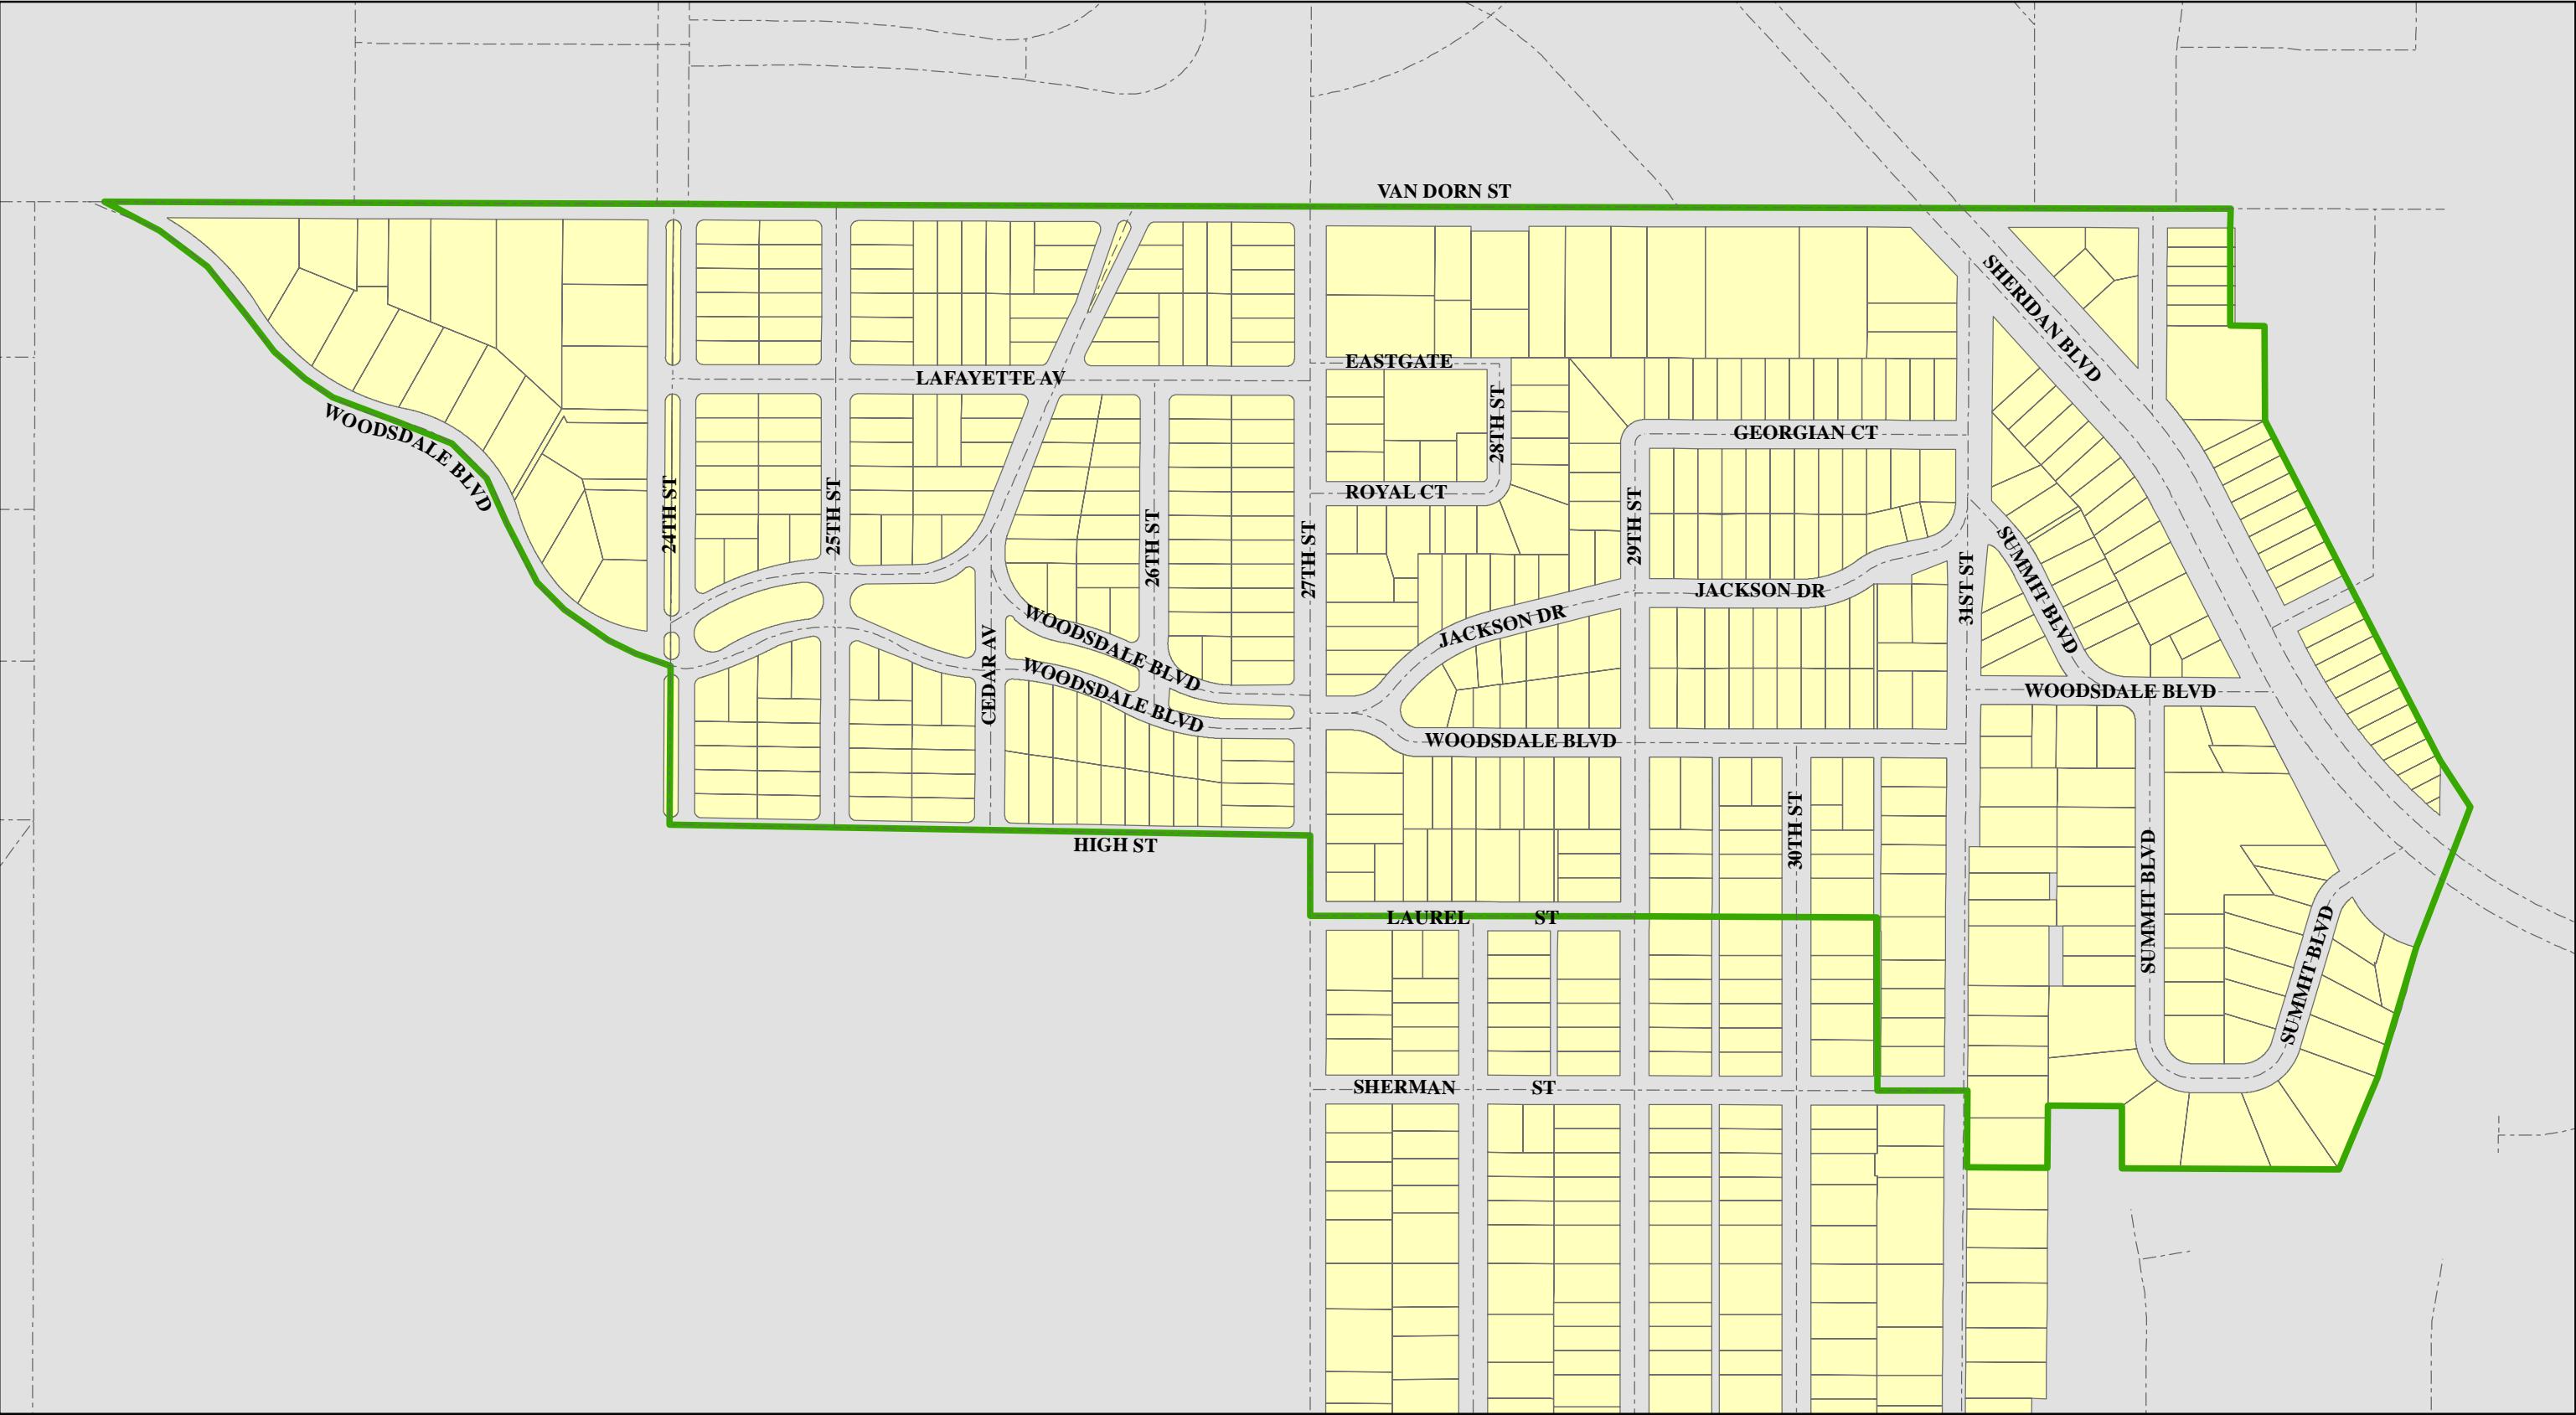 VAN DORN ST
SHERIDAN BLVD
EASTGATE
LAFAYETTE AV
WOODSDALE BLVD
28TH ST
GEORGIAN CT
ROYAL CT
24TH ST
25TH ST
26TH ST
27TH ST
29TH ST
31ST ST
SUMMIT BLVD
JACKSON DR
JACKSON DR
WOODSDALE BLVD
WOODSDALE BLVD
CEDAR AV
WOODSDALE BLVD
WOODSDALE BLVD
30TH ST
HIGH ST
SUMMIT BLVD
SUMMIT BLVD
LAUREL ST
SHERMAN ST